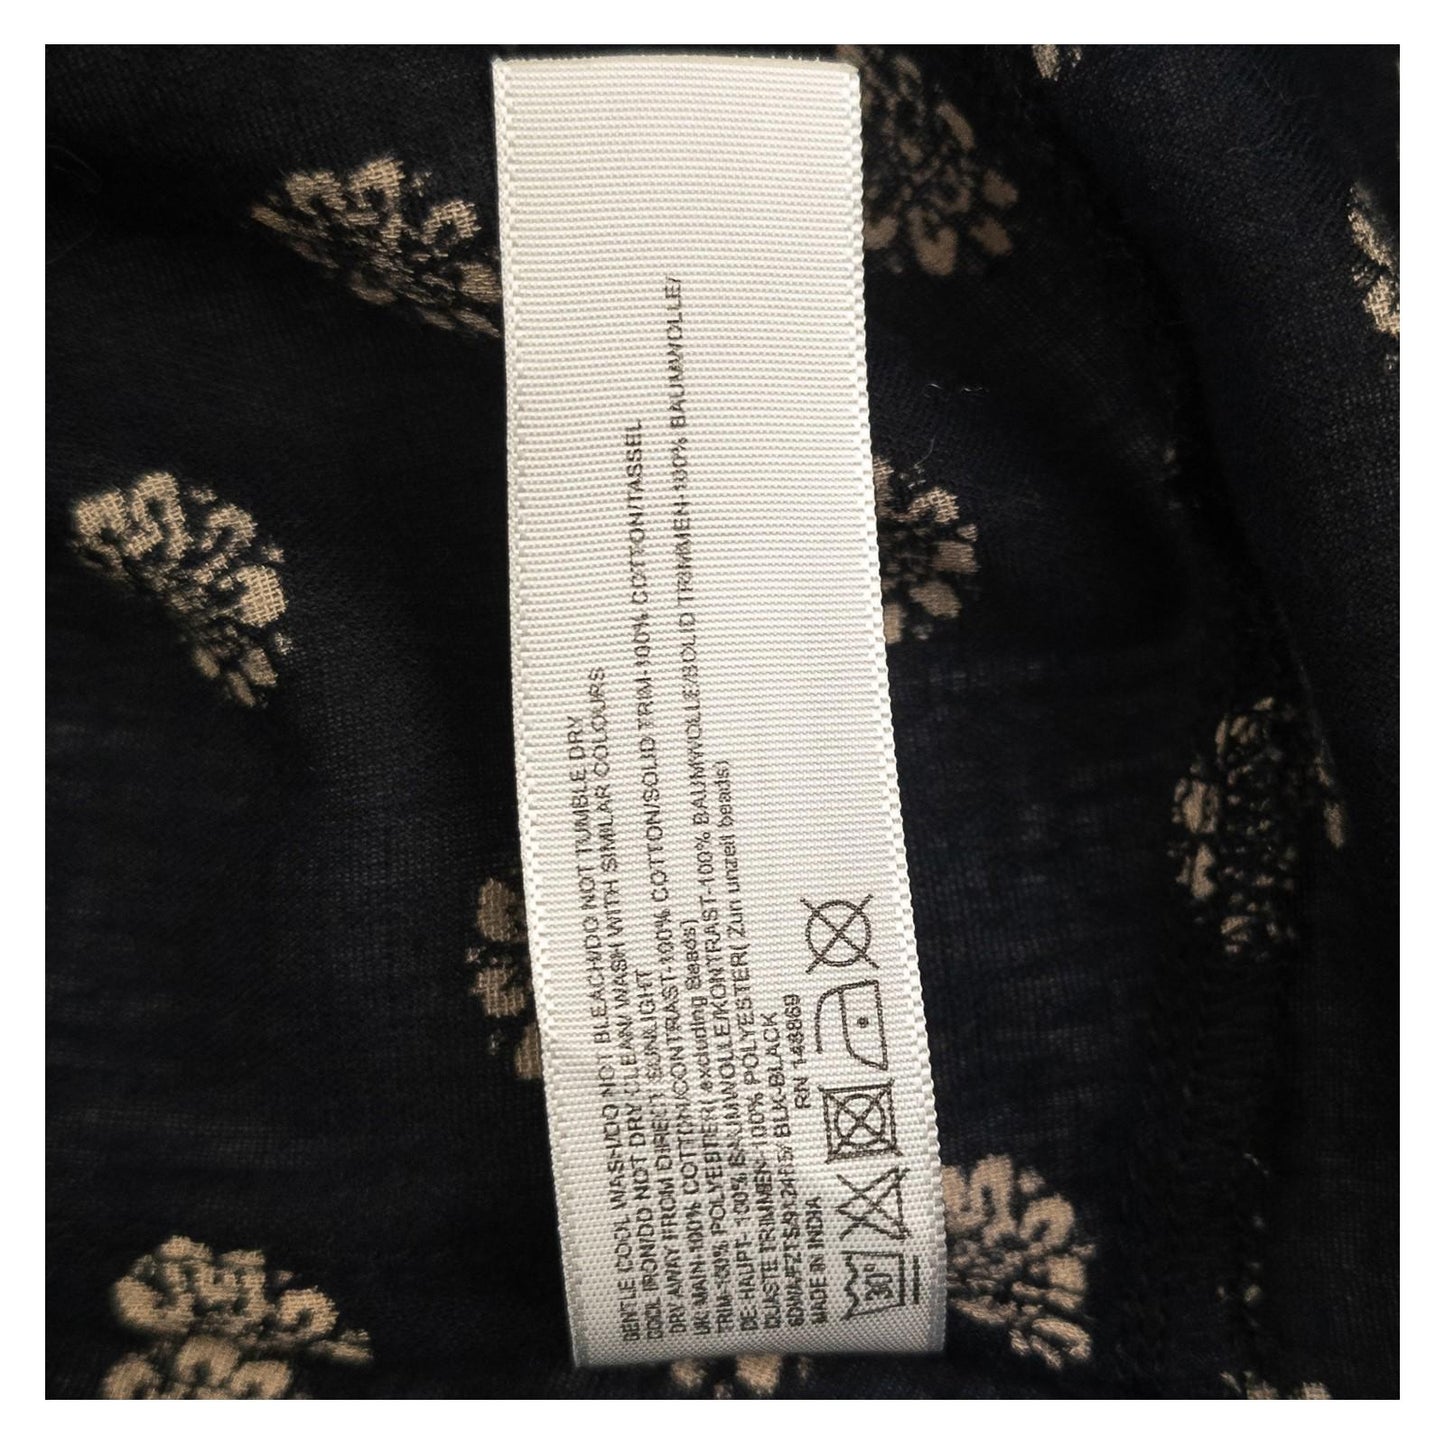 GENTLE COOL WASH/DO NOT BLEACH/DO NOT TUMBLE DRY
COOL IRON/DO NOT DRY CLEAN/ WASH WITH SIMILAR COLOURS
DRY AWAY FROM DIRECT SUNLIGHT
UK: MAIN-100% COTTON/CONTRAST-100% COTTON/SOLID TRIM-100% COTTON/TASSEL
TRIM-100% POLYESTER( excluding Beads)
DE: HAUPT- 100% BAUMWOLLE/KONTRAST-100% BAUMWOLLE/SOLID TRIMMEN-100% BAUMWOLLE/
QUASTE TRIMMEN-100% POLYESTER( Zun unzeit beads)
BLK-BLACK
MADE IN INDIA RN 143869
30°